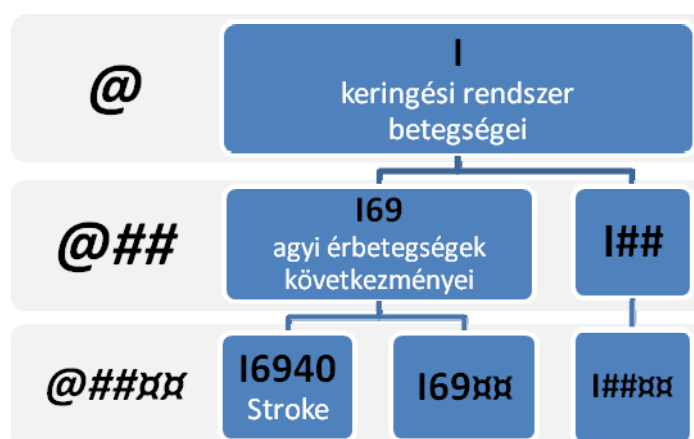 @
I
keringési rendszer
betegségei
@##
I69
agyi érbetegségek
következményei
I##
@##¤¤
I6940
Stroke
I69¤¤
I##¤¤